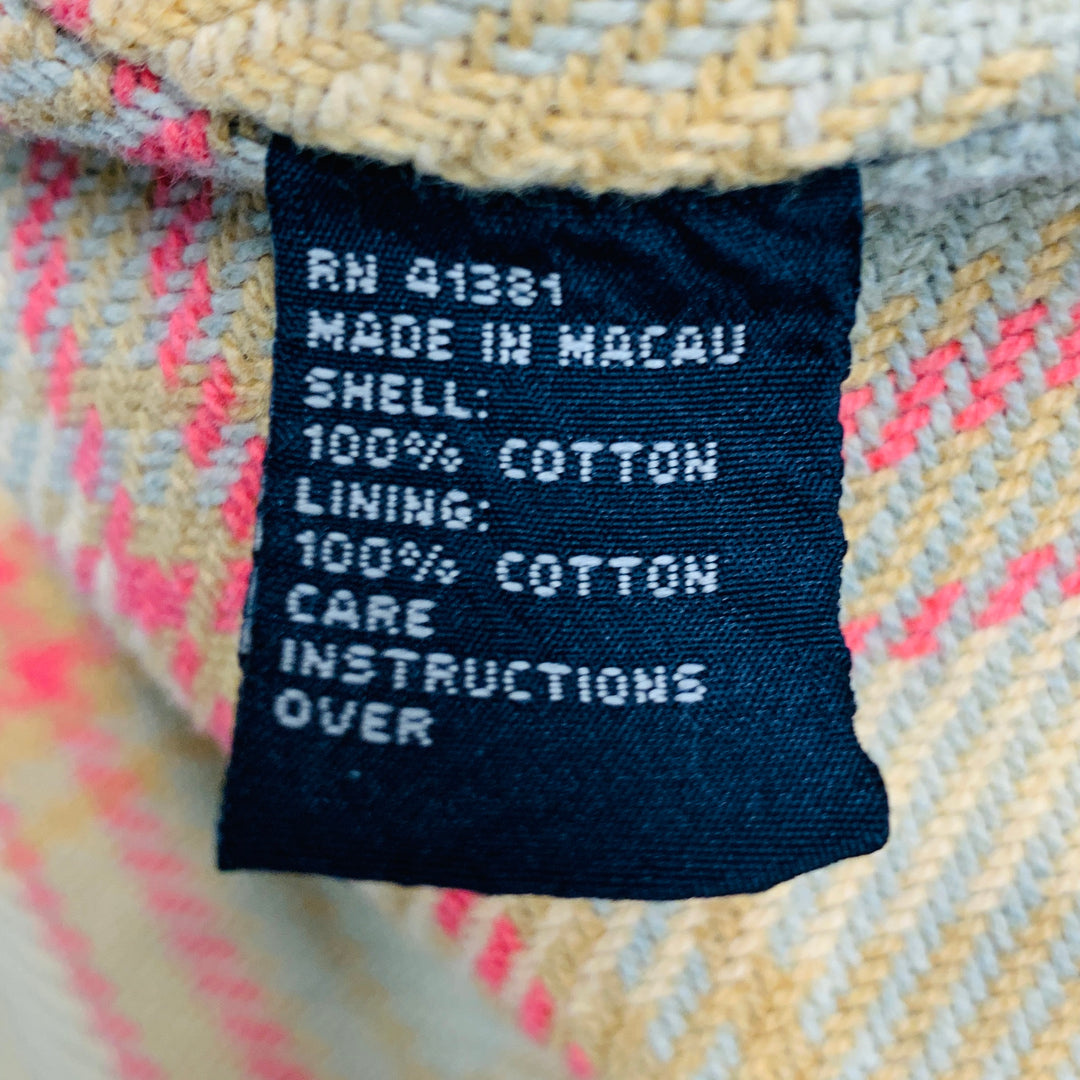 RN 41381
MADE IN MACAU
SHELL:
100% COTTON
LINING:
100% COTTON
CARE
INSTRUCTIONS
OVER